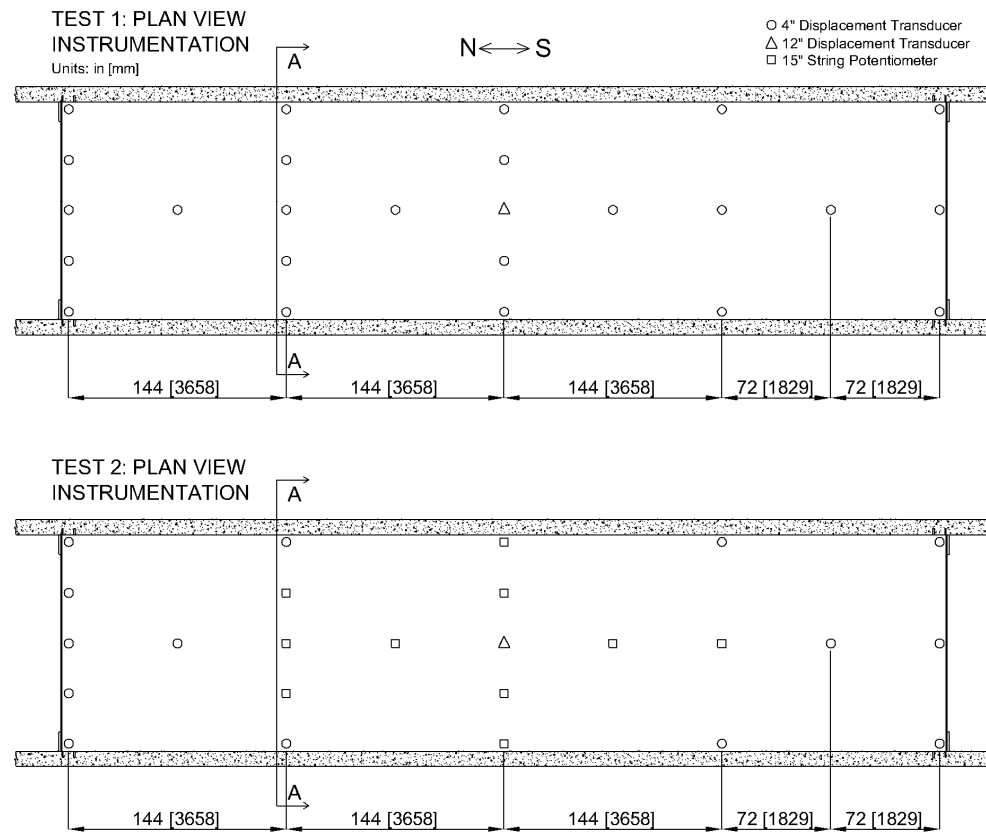 TEST 1: PLAN VIEW
INSTRUMENTATION
Units: in [mm]
A
N S
4" Displacement Transducer
12" Displacement Transducer
15" String Potentiometer
A
144 [3658] 144 [3658] 144 [3658] 72 [1829] 72 [1829]
TEST 2: PLAN VIEW
INSTRUMENTATION
A
A
144 [3658] 144 [3658] 144 [3658] 72 [1829] 72 [1829]